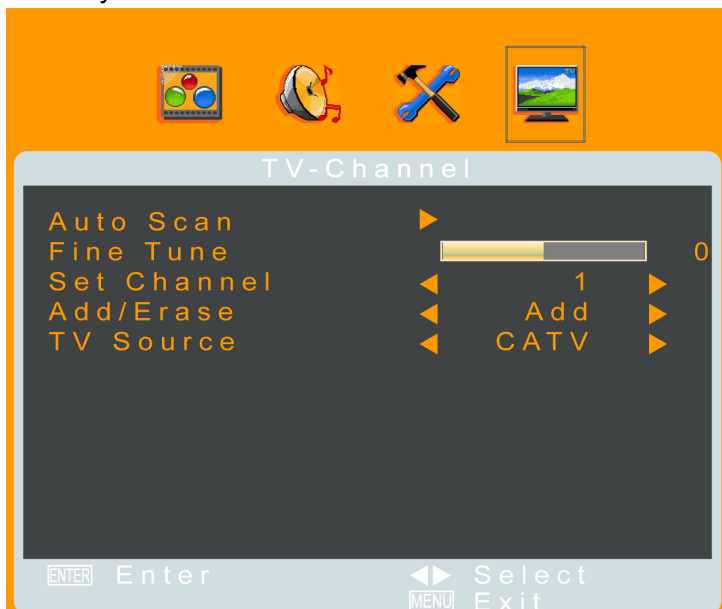 TV
TV-Channel
Auto Scan
Fine Tune 0
Set Channel 1
Add/Erase Add
TV Source CATV
ENTER Enter Select
MENU Exit